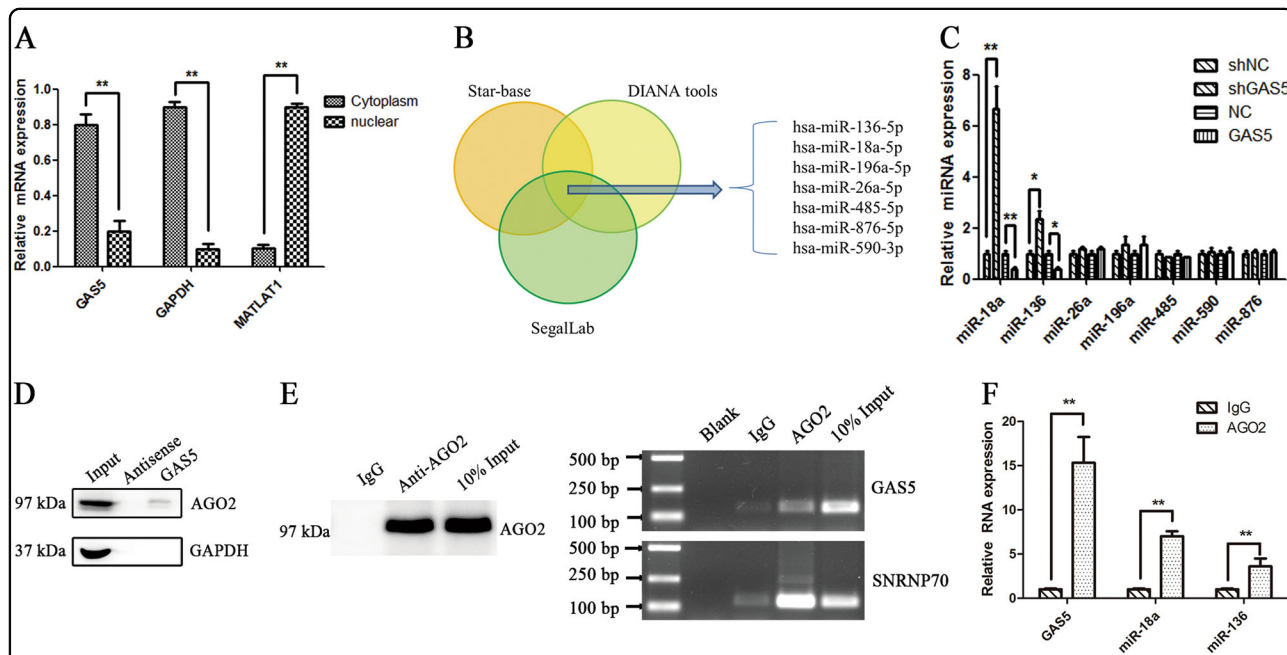 A
Relative mRNA expression
1.0
0.8
0.6
0.4
0.2
0.0
**
**
**
GAS5
GAPDH
MATLAT1
Cytoplasm
nuclear
B
Star-base
DIANA tools
SegalLab
hsa-miR-136-5p
hsa-miR-18a-5p
hsa-miR-196a-5p
hsa-miR-26a-5p
hsa-miR-485-5p
hsa-miR-876-5p
hsa-miR-590-3p
C
Relative miRNA expression
8
6
4
2
0
**
**
*
*
miR-18a
miR-136
miR-26a
miR-196a
miR-485
miR-590
miR-876
shNC
shGAS5
NC
GAS5
D
Input
Antisense
GAS5
97 kDa
AGO2
37 kDa
GAPDH
E
IgG
Anti-AGO2
10% Input
97 kDa
AGO2
Blank
IgG
AGO2
10% Input
500 bp
250 bp
100 bp
GAS5
500 bp
250 bp
100 bp
SNRNP70
F
Relative RNA expression
20
15
10
5
0
**
**
**
GAS5
miR-18a
miR-136
IgG
AGO2